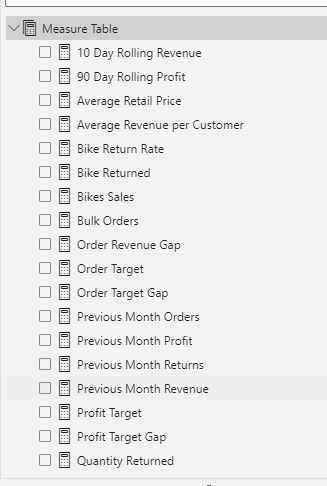 Measure Table
10 Day Rolling Revenue
90 Day Rolling Profit
Average Retail Price
Average Revenue per Customer
Bike Return Rate
Bike Returned
Bikes Sales
Bulk Orders
Order Revenue Gap
Order Target
Order Target Gap
Previous Month Orders
Previous Month Profit
Previous Month Returns
Previous Month Revenue
Profit Target
Profit Target Gap
Quantity Returned